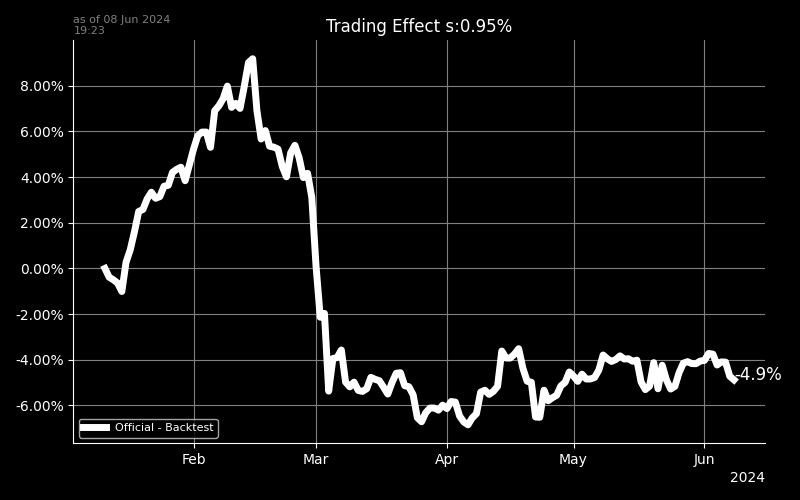 as of 08 Jun 2024
19:23
Trading Effect s:0.95%
8.00%
6.00%
4.00%
2.00%
0.00%
-2.00%
-4.00%
-6.00%
-4.9%
Official - Backtest
Feb Mar Apr May Jun
2024